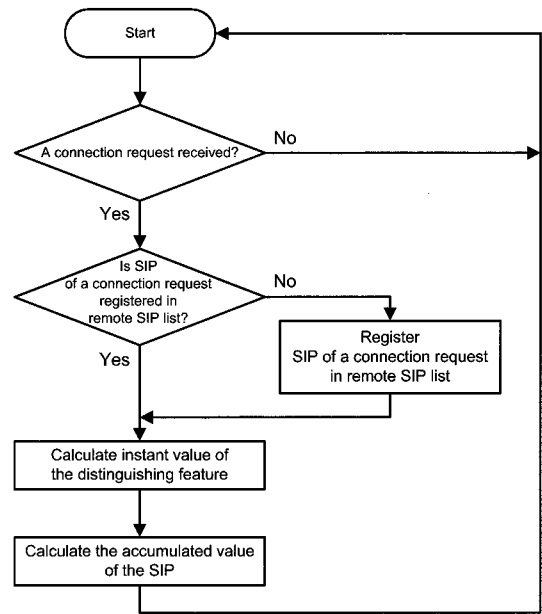 Start
A connection request received?
No
Yes
Is SIP
of a connection request
registered in
remote SIP list?
No
Register
SIP of a connection request
in remote SIP list
Yes
Calculate instant value of
the distinguishing feature
Calculate the accumulated value
of the SIP